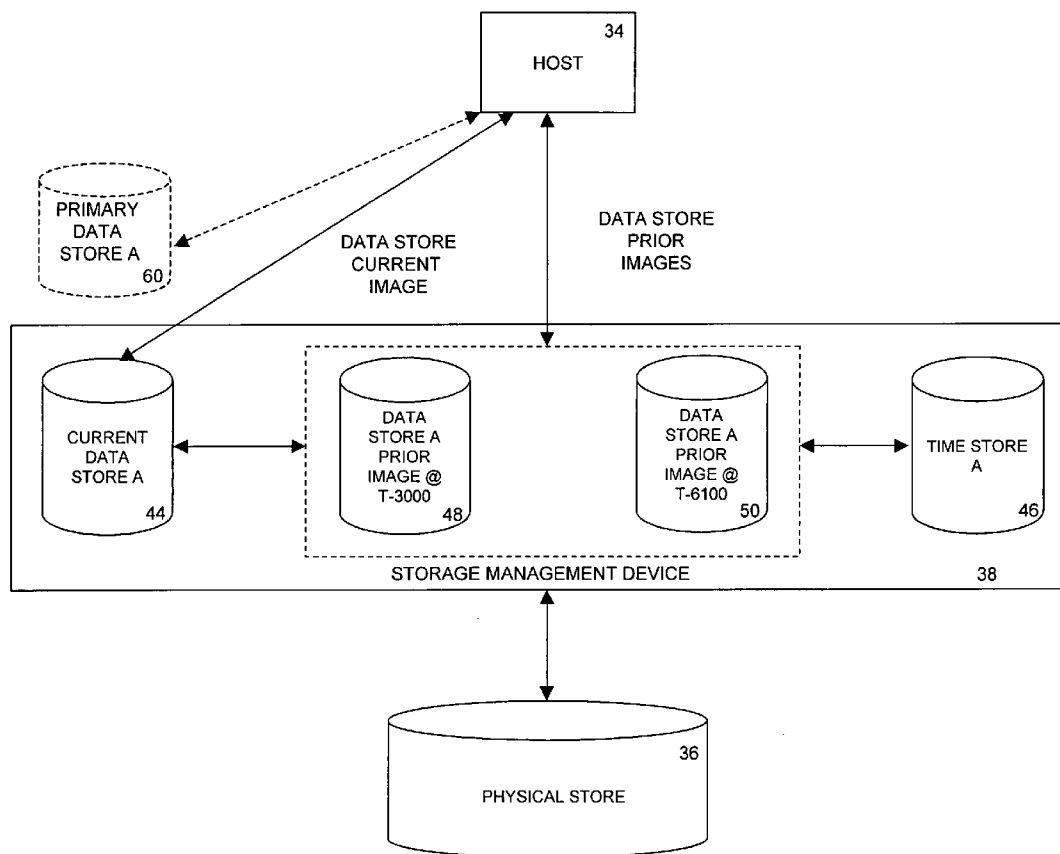 34
HOST
PRIMARY
DATA
STORE A
60
DATA STORE
CURRENT
IMAGE
DATA STORE
PRIOR
IMAGES
CURRENT
DATA
STORE A
44
DATA
STORE A
PRIOR
IMAGE @
T-3000
48
DATA
STORE A
PRIOR
IMAGE @
T-6100
50
TIME STORE
A
46
STORAGE MANAGEMENT DEVICE
38
36
PHYSICAL STORE